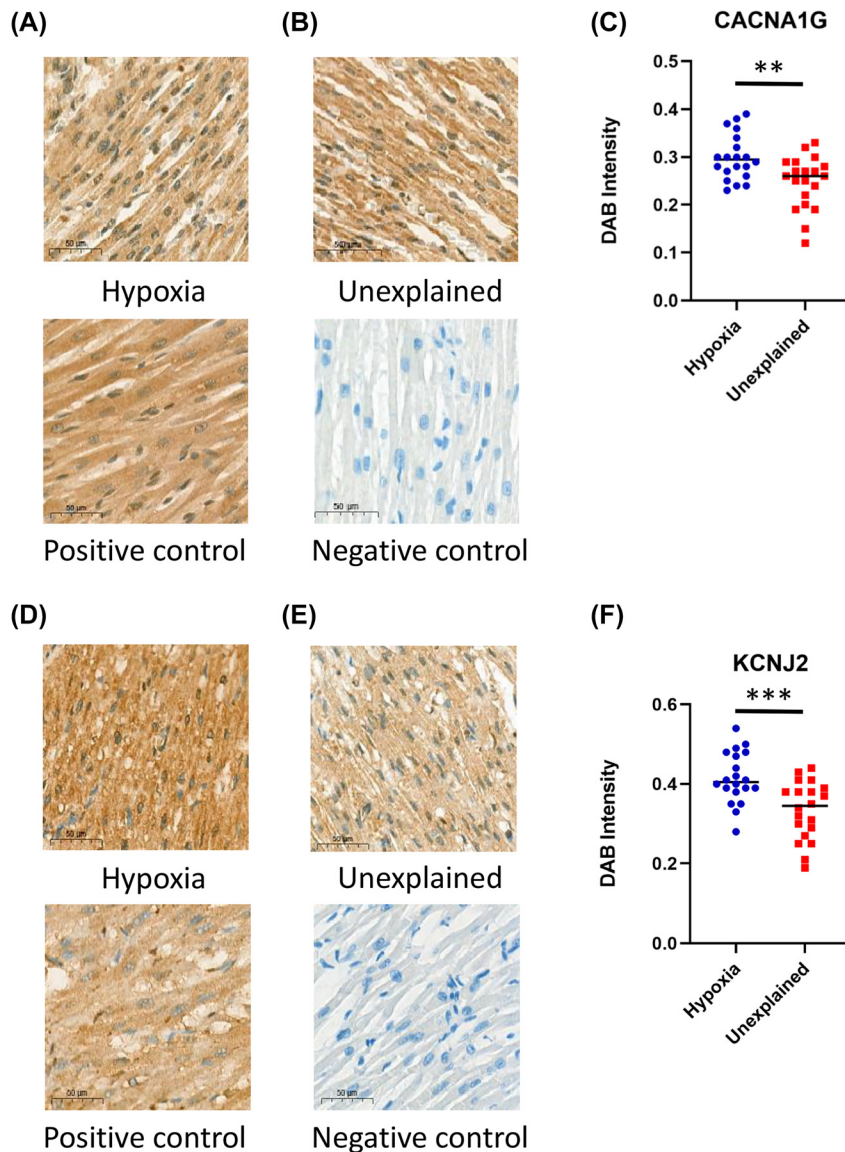 (A)
(B)
(C)
CACNA1G
**
0.5
0.4
0.3
0.2
0.1
0.0
DAB Intensity
Hypoxia
Unexplained
50 µm
50 µm
Hypoxia
Unexplained
50 µm
50 µm
Positive control
Negative control
(D)
(E)
(F)
KCNJ2
***
0.6
0.4
0.2
0.0
DAB Intensity
Hypoxia
Unexplained
50 µm
50 µm
Hypoxia
Unexplained
50 µm
50 µm
Positive control
Negative control